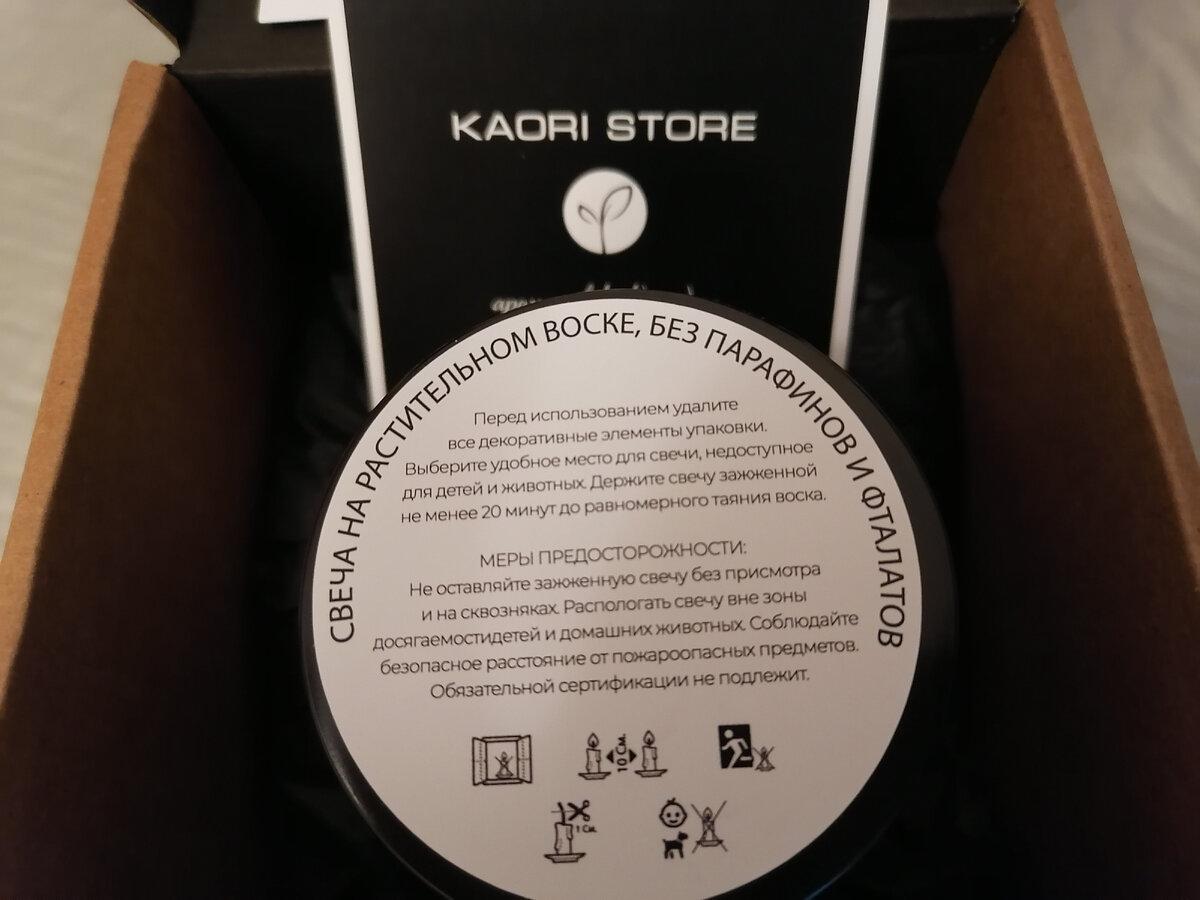 KAORI STORE
СВЕЧА НА РАСТИТЕЛЬНОМ ВОСКЕ, БЕЗ ПАРАФИНОВ И ФТАЛАТОВ
Перед использованием удалите
все декоративные элементы упаковки.
Выберите удобное место для свечи, недоступное
для детей и животных. Держите свечу зажженной
не менее 20 минут до равномерного таяния воска.
МЕРЫ ПРЕДОСТОРОЖНОСТИ:
Не оставляйте зажженную свечу без присмотра
и на сквозняках. Распологать свечу вне зоны
досягаемостидетей и домашних животных. Соблюдайте
безопасное расстояние от пожароопасных предметов.
Обязательной сертификации не подлежит.
10 См.
1 См.